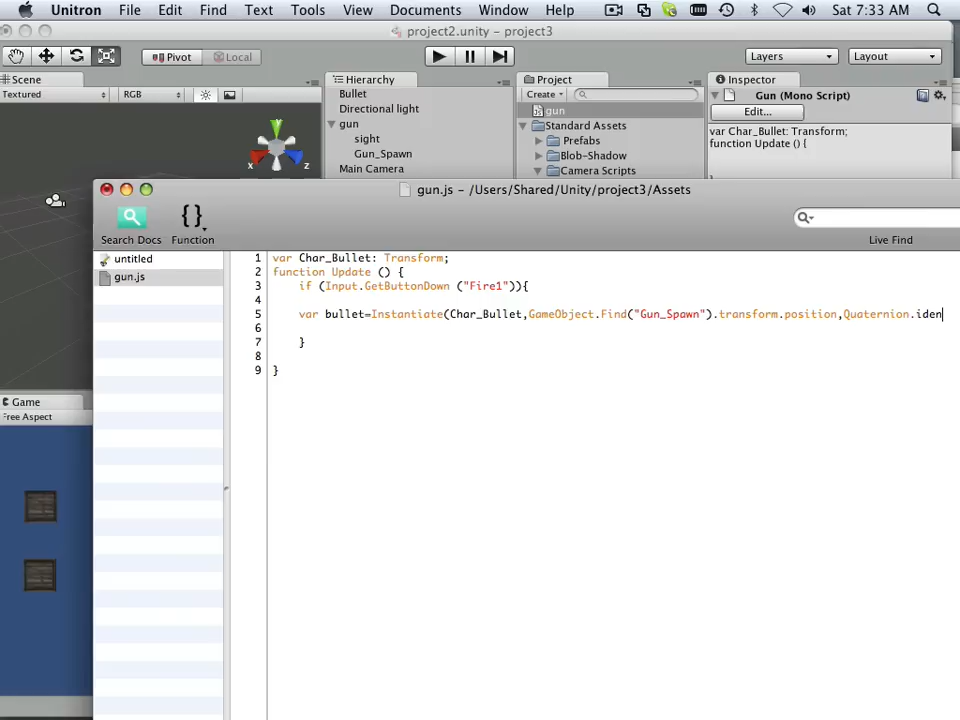 Unitron File Edit Find Text Tools View Documents Window Help Sat 7:33 AM
project2.unity - project3
Pivot Local Layers Layout
Scene Hierarchy Project Inspector
Textured RGB Bullet Create Gun (Mono Script)
Directional light gun Edit...
gun Standard Assets var Char_Bullet: Transform;
sight Prefabs function Update () {
Gun_Spawn Blob-Shadow
Main Camera Camera Scripts
x y z
gun.js - /Users/Shared/Unity/project3/Assets
Search Docs Function Live Find
untitled
gun.js
1 var Char_Bullet: Transform;
2 function Update () {
3 if (Input.GetButtonDown ("Fire1")){
4
5 var bullet=Instantiate(Char_Bullet,GameObject.Find("Gun_Spawn").transform.position,Quaternion.iden
6
7 }
8
9 }
Game
Free Aspect